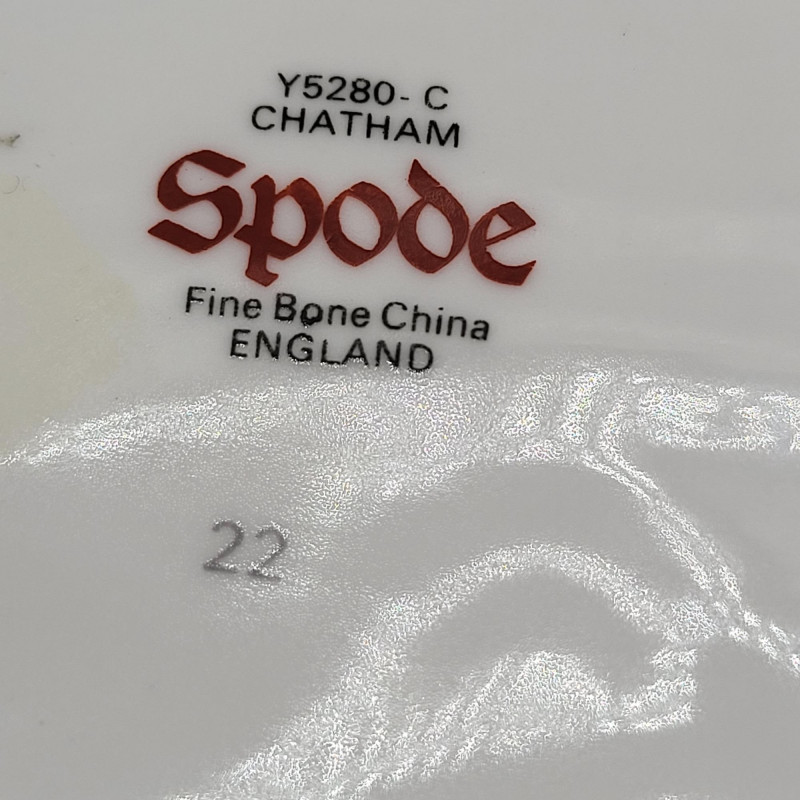 Y5280- C
CHATHAM
Spode
Fine Bone China
ENGLAND
22